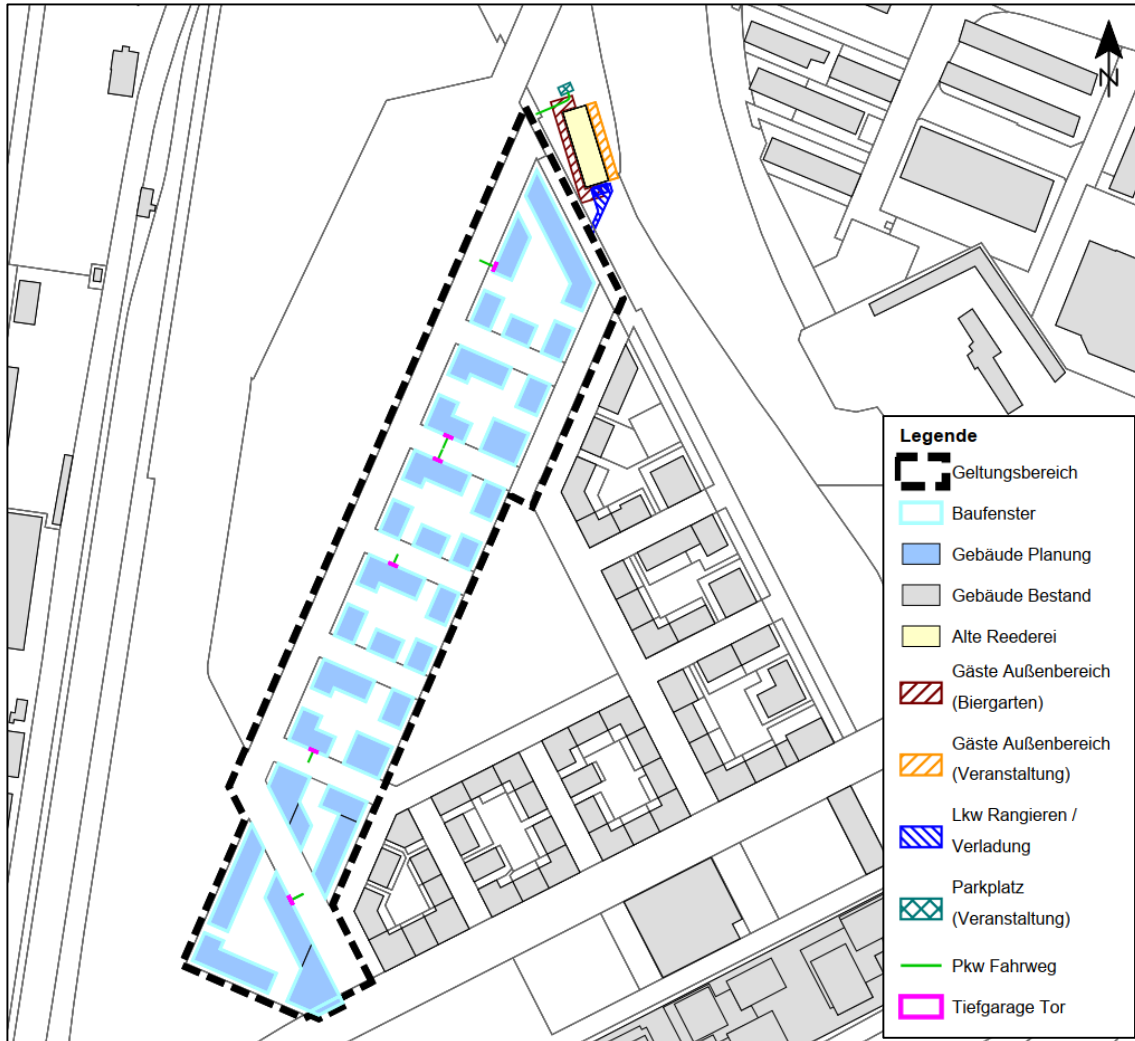 N
Legende
Geltungsbereich
Baufenster
Gebäude Planung
Gebäude Bestand
Alte Reederei
Gäste Außenbereich
(Biergarten)
Gäste Außenbereich
(Veranstaltung)
Lkw Rangieren /
Verladung
Parkplatz
(Veranstaltung)
Pkw Fahrweg
Tiefgarage Tor